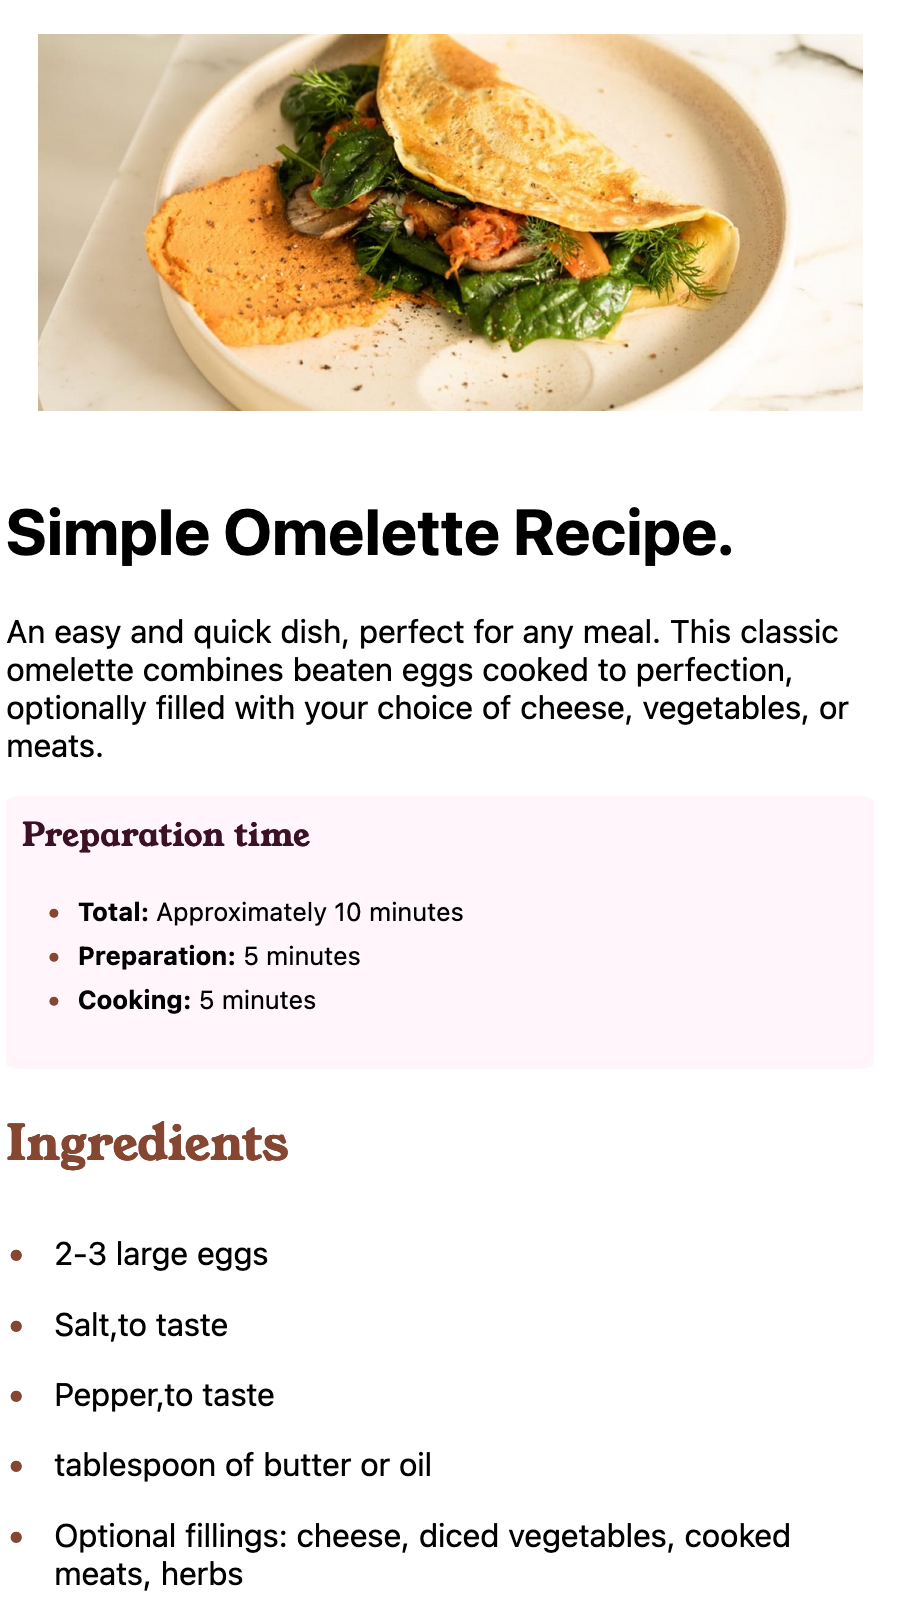 Simple Omelette Recipe.
An easy and quick dish, perfect for any meal. This classic
omelette combines beaten eggs cooked to perfection,
optionally filled with your choice of cheese, vegetables, or
meats.
Preparation time
• Total: Approximately 10 minutes
• Preparation: 5 minutes
• Cooking: 5 minutes
Ingredients
• 2-3 large eggs
• Salt,to taste
• Pepper,to taste
• tablespoon of butter or oil
• Optional fillings: cheese, diced vegetables, cooked
meats, herbs